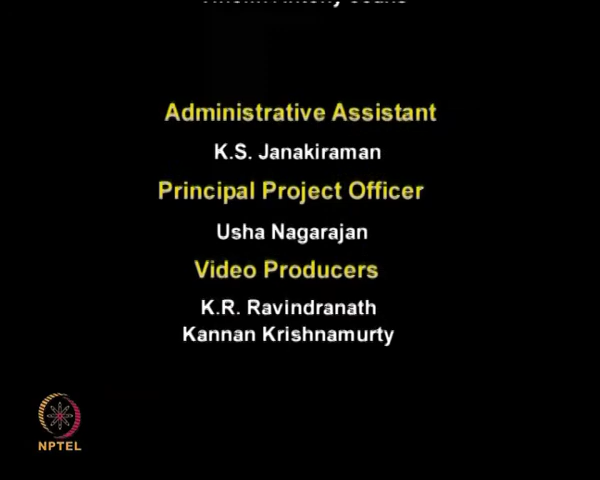 Administrative Assistant
K.S. Janakiraman
Principal Project Officer
Usha Nagarajan
Video Producers
K.R. Ravindranath
Kannan Krishnamurty
NPTEL